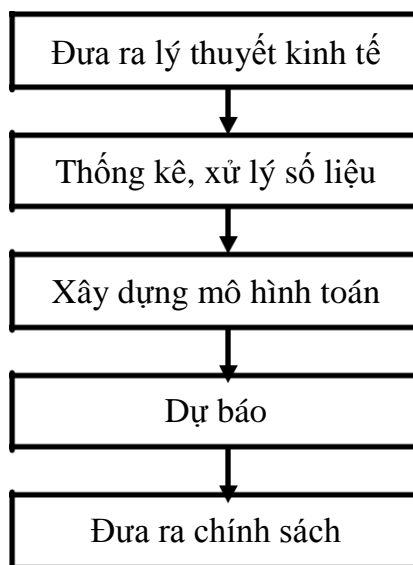 Đưa ra lý thuyết kinh tế
Thống kê, xử lý số liệu
Xây dựng mô hình toán
Dự báo
Đưa ra chính sách